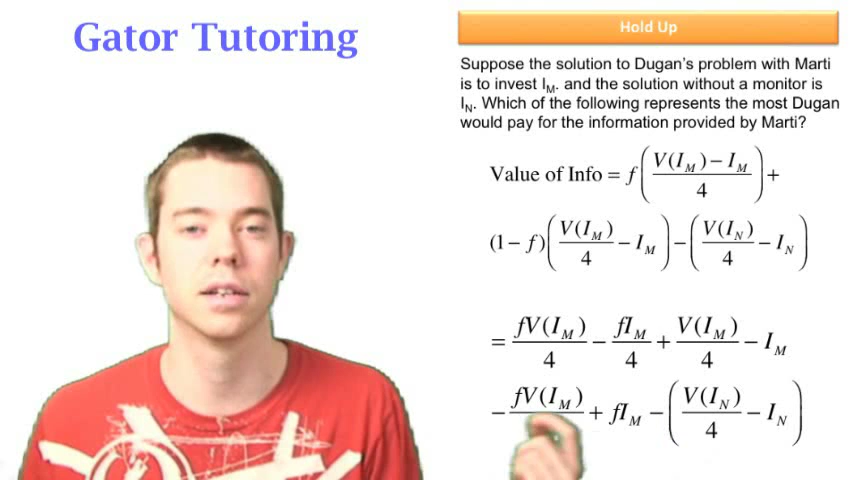 Gator Tutoring
Hold Up
Suppose the solution to Dugan's problem with Marti
is to invest I_M. and the solution without a monitor is
I_N. Which of the following represents the most Dugan
would pay for the information provided by Marti?
Value of Info = f((V(I_M) − I_M)/4) +
(1 − f)(V(I_M)/4 − I_M) − (V(I_N)/4 − I_N)
= fV(I_M)/4 − fI_M/4 + V(I_M)/4 − I_M
− fV(I_M) + fI_M − (V(I_N)/4 − I_N)